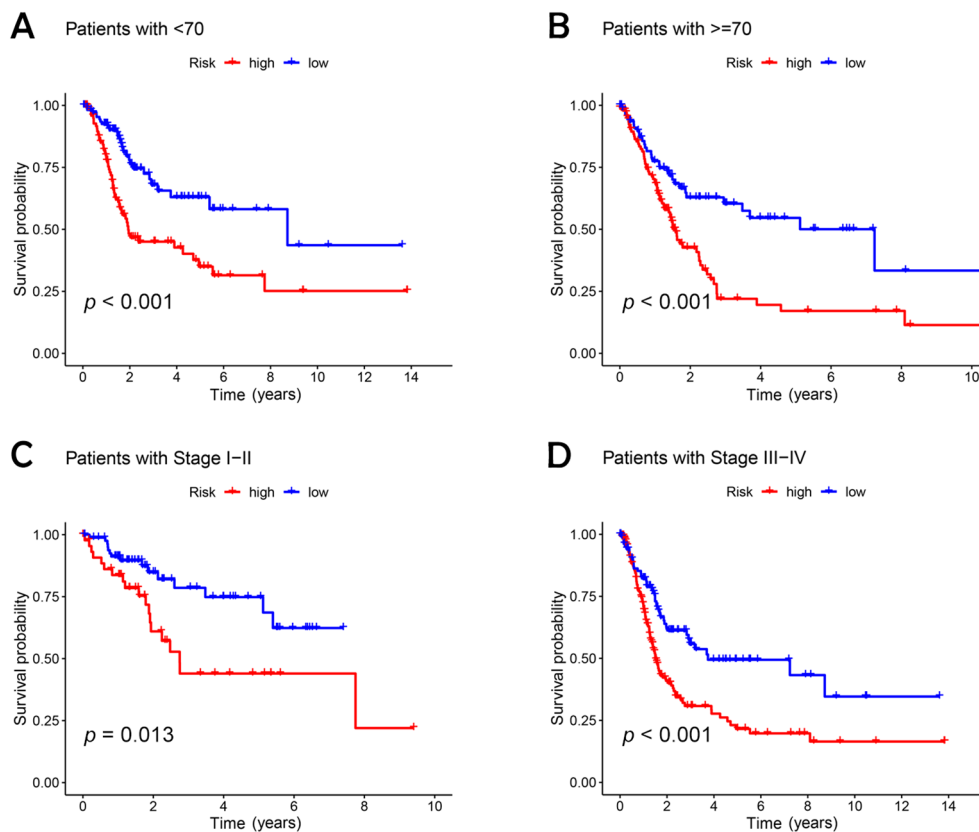 A Patients with <70
Risk high low
Survival probability
1.00
0.75
0.50
0.25
0.00
p < 0.001
0 2 4 6 8 10 12 14
Time (years)
B Patients with >=70
Risk high low
Survival probability
1.00
0.75
0.50
0.25
0.00
p < 0.001
0 2 4 6 8 10
Time (years)
C Patients with Stage I−II
Risk high low
Survival probability
1.00
0.75
0.50
0.25
0.00
p = 0.013
0 2 4 6 8 10
Time (years)
D Patients with Stage III−IV
Risk high low
Survival probability
1.00
0.75
0.50
0.25
0.00
p < 0.001
0 2 4 6 8 10 12 14
Time (years)